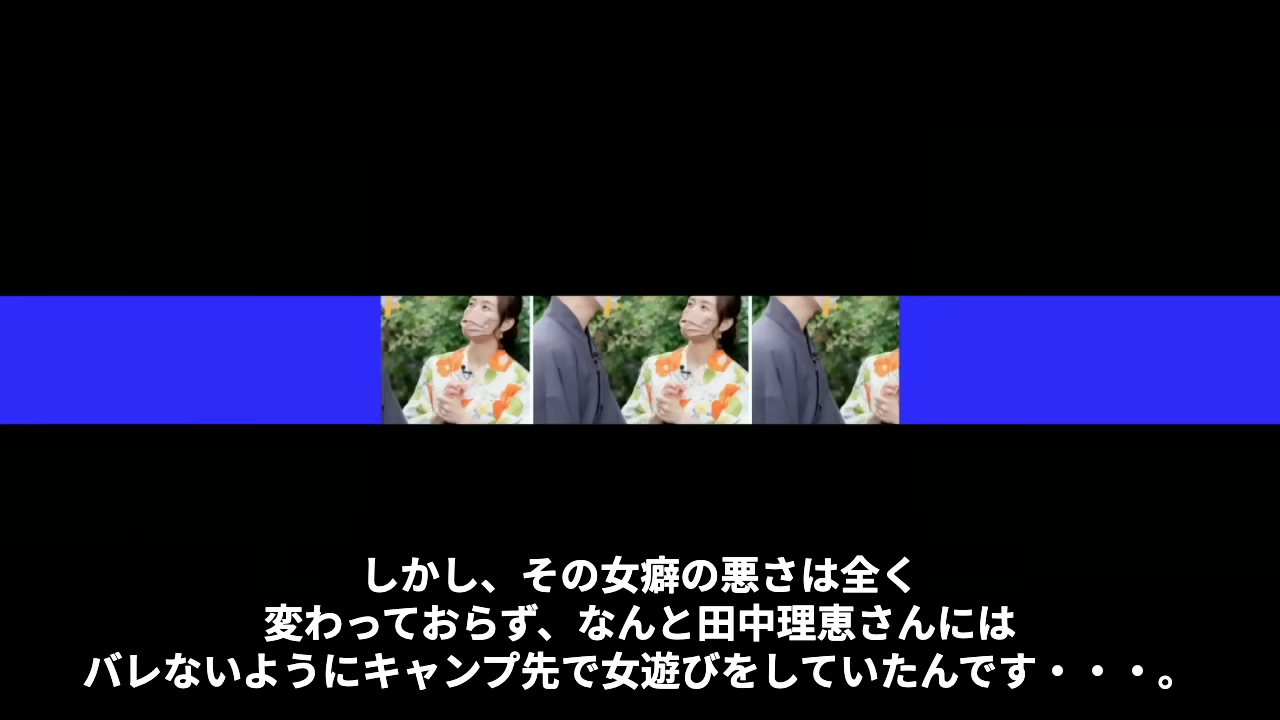 しかし、その女癖の悪さは全く
変わっておらず、なんと田中理恵さんには
バレないようにキャンプ先で女遊びをしていたんです・・・。